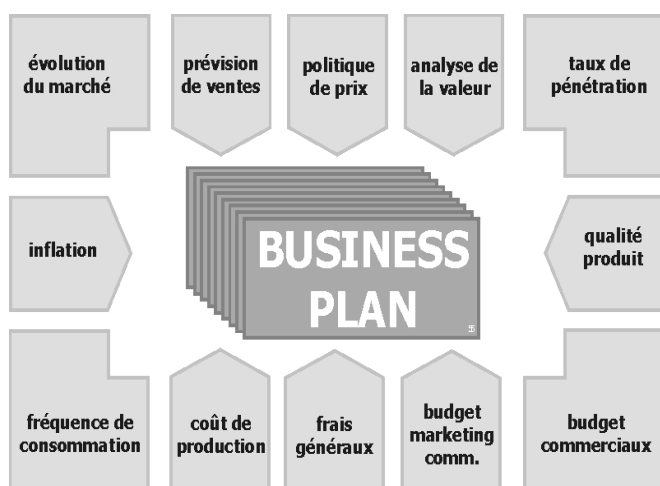 évolution
du marché
prévision
de ventes
politique
de prix
analyse de
la valeur
taux de
pénétration
inflation
BUSINESS
PLAN
qualité
produit
fréquence de
consommation
coût de
production
frais
généraux
budget
marketing
comm.
budget
commerciaux